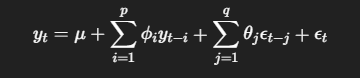 $y_t = \mu + \sum_{i=1}^{p} \phi_i y_{t-i} + \sum_{j=1}^{q} \theta_j \epsilon_{t-j} + \epsilon_t$